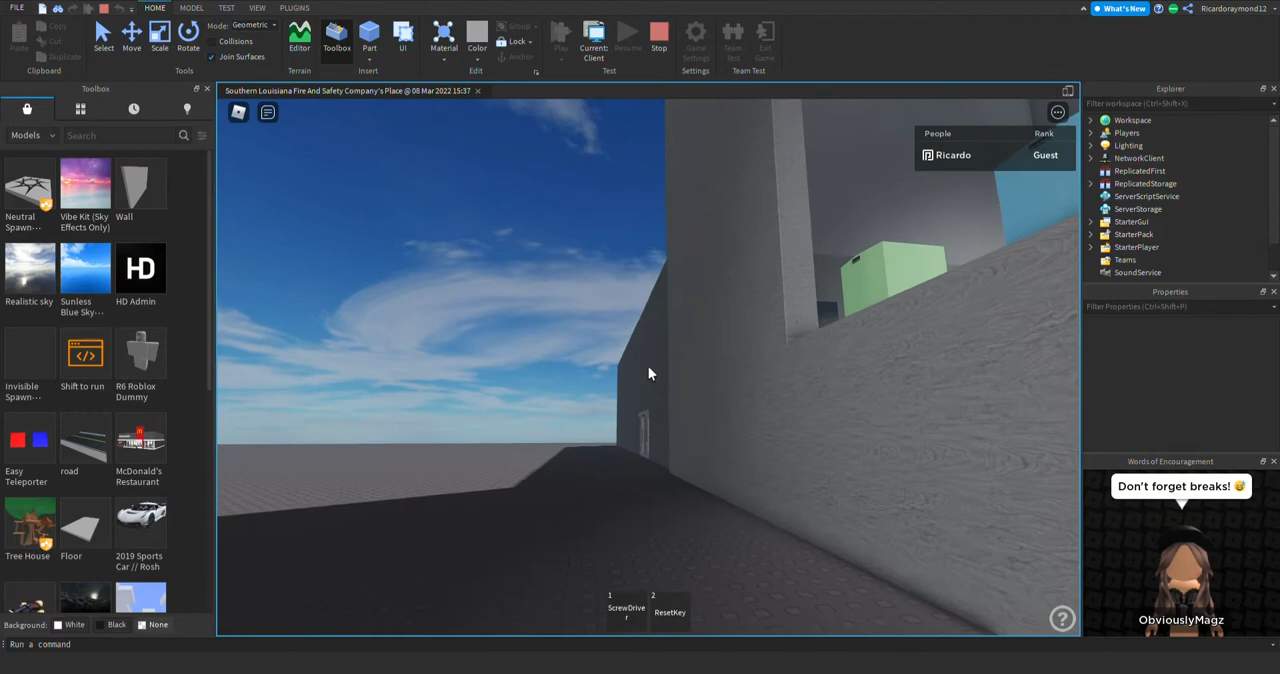 FILE HOME MODEL TEST VIEW PLUGINS What's New Ricardoraymond12
Paste Copy Cut Duplicate Clipboard
Select Move Scale Rotate Mode: Geometric Collisions Join Surfaces Tools
Editor Terrain
Toolbox Part UI Insert
Material Color Group Lock Anchor Edit
Play Current: Client Resume Stop Test
Game Settings Settings
Team Test Exit Game Team Test
Toolbox
Models Search
Neutral Spawn...
Vibe Kit (Sky Effects Only)
Wall
Realistic sky
Sunless Blue Sky...
HD
HD Admin
Invisible Spawn...
Shift to run
R6 Roblox Dummy
Easy Teleporter
road
McDonald's Restaurant
Tree House
Floor
2019 Sports Car // Rosh
Background: White Black None
Run a command
Southern Louisiana Fire And Safety Company's Place @ 08 Mar 2022 15:37
People Rank
Ricardo Guest
1 ScrewDriver
2 ResetKey
?
Explorer
Filter workspace (Ctrl+Shift+X)
Workspace
Players
Lighting
NetworkClient
ReplicatedFirst
ReplicatedStorage
ServerScriptService
ServerStorage
StarterGui
StarterPack
StarterPlayer
Teams
SoundService
Properties
Filter Properties (Ctrl+Shift+P)
Words of Encouragement
Don't forget breaks! 😅
ObviouslyMagz